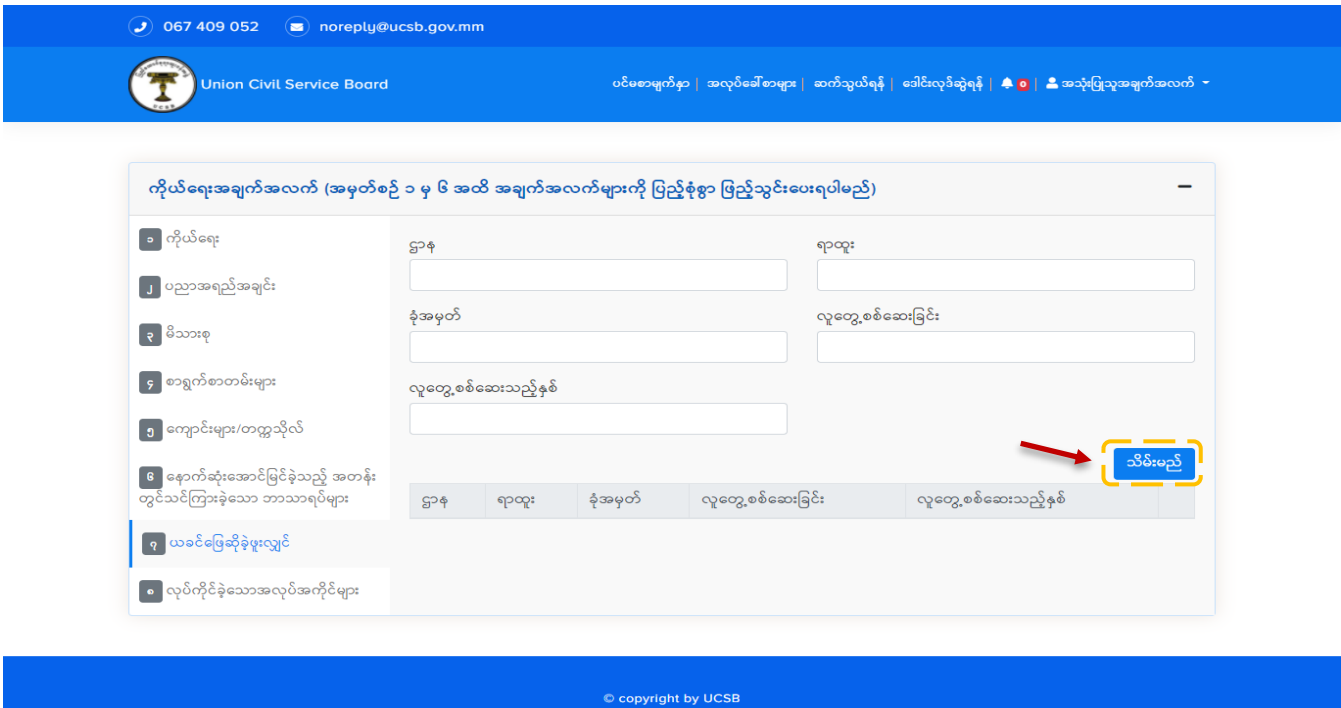 067 409 052 noreply@ucsb.gov.mm
Union Civil Service Board
ပင်မစာမျက်နှာ | အလုပ်ခေါ်စာများ | ဆက်သွယ်ရန် | ဒေါင်းလုဒ်ဆွဲရန် | 0 | အသုံးပြုသူအချက်အလက်
ကိုယ်ရေးအချက်အလက် (အမှတ်စဉ် ၁ မှ ၆ အထိ အချက်အလက်များကို ပြည့်စုံစွာ ဖြည့်သွင်းပေးရပါမည်)
၁ ကိုယ်ရေး
၂ ပညာအရည်အချင်း
၃ မိသားစု
၄ စာရွက်စာတမ်းများ
၅ ကျောင်းများ/တက္ကသိုလ်
၆ နောက်ဆုံးအောင်မြင်ခဲ့သည့် အတန်း
တွင်သင်ကြားခဲ့သော ဘာသာရပ်များ
၇ ယခင်ဖြေဆိုခဲ့ဖူးလျှင်
၈ လုပ်ကိုင်ခဲ့သောအလုပ်အကိုင်များ
ဌာန
ရာထူး
ခုံအမှတ်
လူတွေ့စစ်ဆေးခြင်း
လူတွေ့စစ်ဆေးသည့်နှစ်
သိမ်းမည်
ဌာန ရာထူး ခုံအမှတ် လူတွေ့စစ်ဆေးခြင်း လူတွေ့စစ်ဆေးသည့်နှစ်
© copyright by UCSB